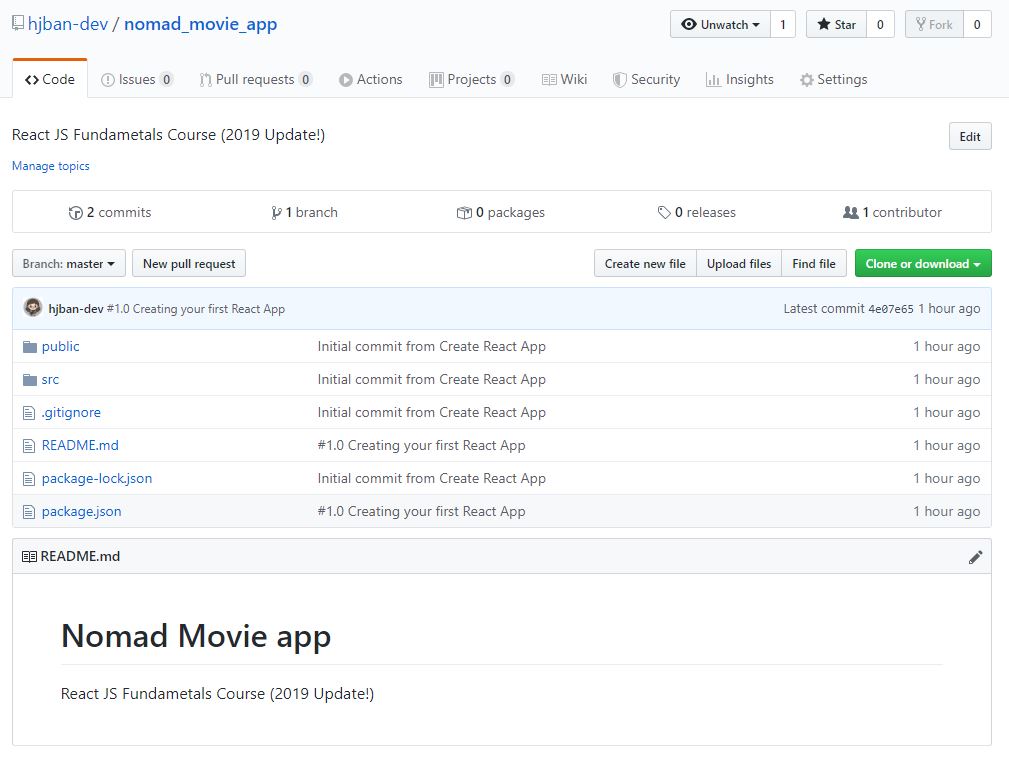 hjban-dev / nomad_movie_app Unwatch 1 Star 0 Fork 0
Code Issues 0 Pull requests 0 Actions Projects 0 Wiki Security Insights Settings
React JS Fundametals Course (2019 Update!) Edit
Manage topics
2 commits 1 branch 0 packages 0 releases 1 contributor
Branch: master New pull request Create new file Upload files Find file Clone or download
hjban-dev #1.0 Creating your first React App Latest commit 4e07e65 1 hour ago
public Initial commit from Create React App 1 hour ago
src Initial commit from Create React App 1 hour ago
.gitignore Initial commit from Create React App 1 hour ago
README.md #1.0 Creating your first React App 1 hour ago
package-lock.json Initial commit from Create React App 1 hour ago
package.json #1.0 Creating your first React App 1 hour ago
README.md
Nomad Movie app
React JS Fundametals Course (2019 Update!)